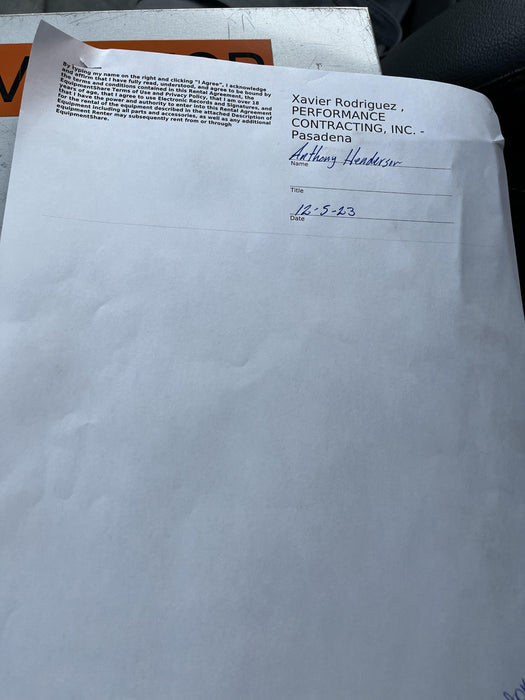 By typing my name on the right and clicking "I Agree", I acknowledge
and affirm that I have fully read, understood, and agree to be bound by
the terms and conditions contained in this Rental Agreement, the
EquipmentShare Terms of Use and Privacy Policy, that I am over 18
years of age, that I agree to use Electronic Records and Signatures, and
that I have the power and authority to enter into this Rental Agreement
for the rental of the equipment described in the attached Description of
Equipment including all parts and accessories, as well as any additional
Equipment Renter may subsequently rent from or through
EquipmentShare.
Xavier Rodriguez ,
PERFORMANCE
CONTRACTING, INC. -
Pasadena
Anthony Henderson
Name
Title
12-5-23
Date